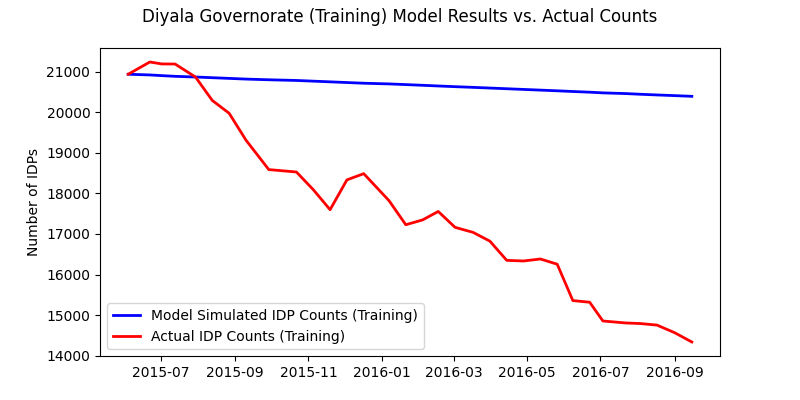 Diyala Governorate (Training) Model Results vs. Actual Counts
Number of IDPs
21000
20000
19000
18000
17000
16000
15000
14000
Model Simulated IDP Counts (Training)
Actual IDP Counts (Training)
2015-07 2015-09 2015-11 2016-01 2016-03 2016-05 2016-07 2016-09